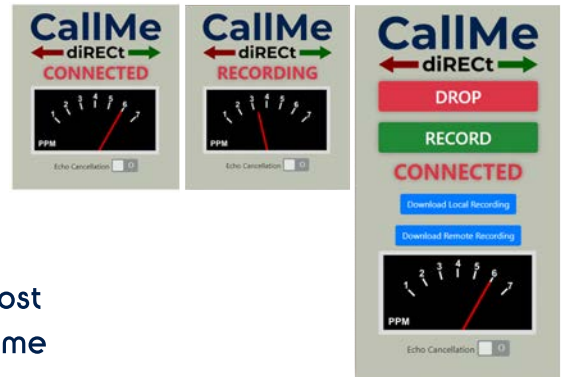 CallMe
diRECt
CONNECTED
1 2 3 4 5 6 7
PPM
Echo Cancellation
CallMe
diRECt
RECORDING
1 2 3 4 5 6 7
PPM
Echo Cancellation
CallMe
diRECt
DROP
RECORD
CONNECTED
Download Local Recording
Download Remote Recording
1 2 3 4 5 6 7
PPM
Echo Cancellation
ost
me